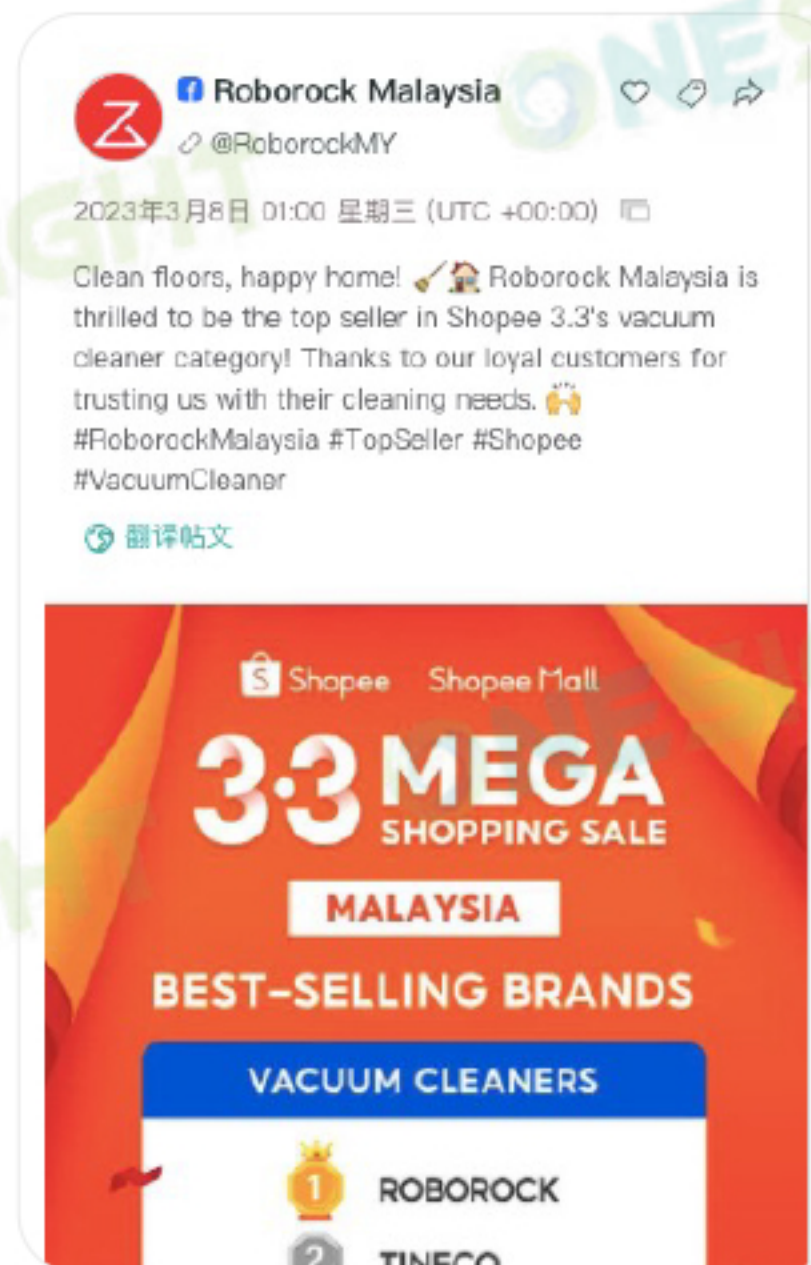 Roborock Malaysia
@RoborockMY
2023年3月8日 01:00 星期三 (UTC +00:00)
Clean floors, happy home! 🧹🏠 Roborock Malaysia is
thrilled to be the top seller in Shopee 3.3's vacuum
cleaner category! Thanks to our loyal customers for
trusting us with their cleaning needs. 🙌
#RoborockMalaysia #TopSeller #Shopee
#VacuumCleaner
翻译帖文
Shopee Shopee Mall
3.3 MEGA
SHOPPING SALE
MALAYSIA
BEST-SELLING BRANDS
VACUUM CLEANERS
1 ROBOROCK
2 TINECO